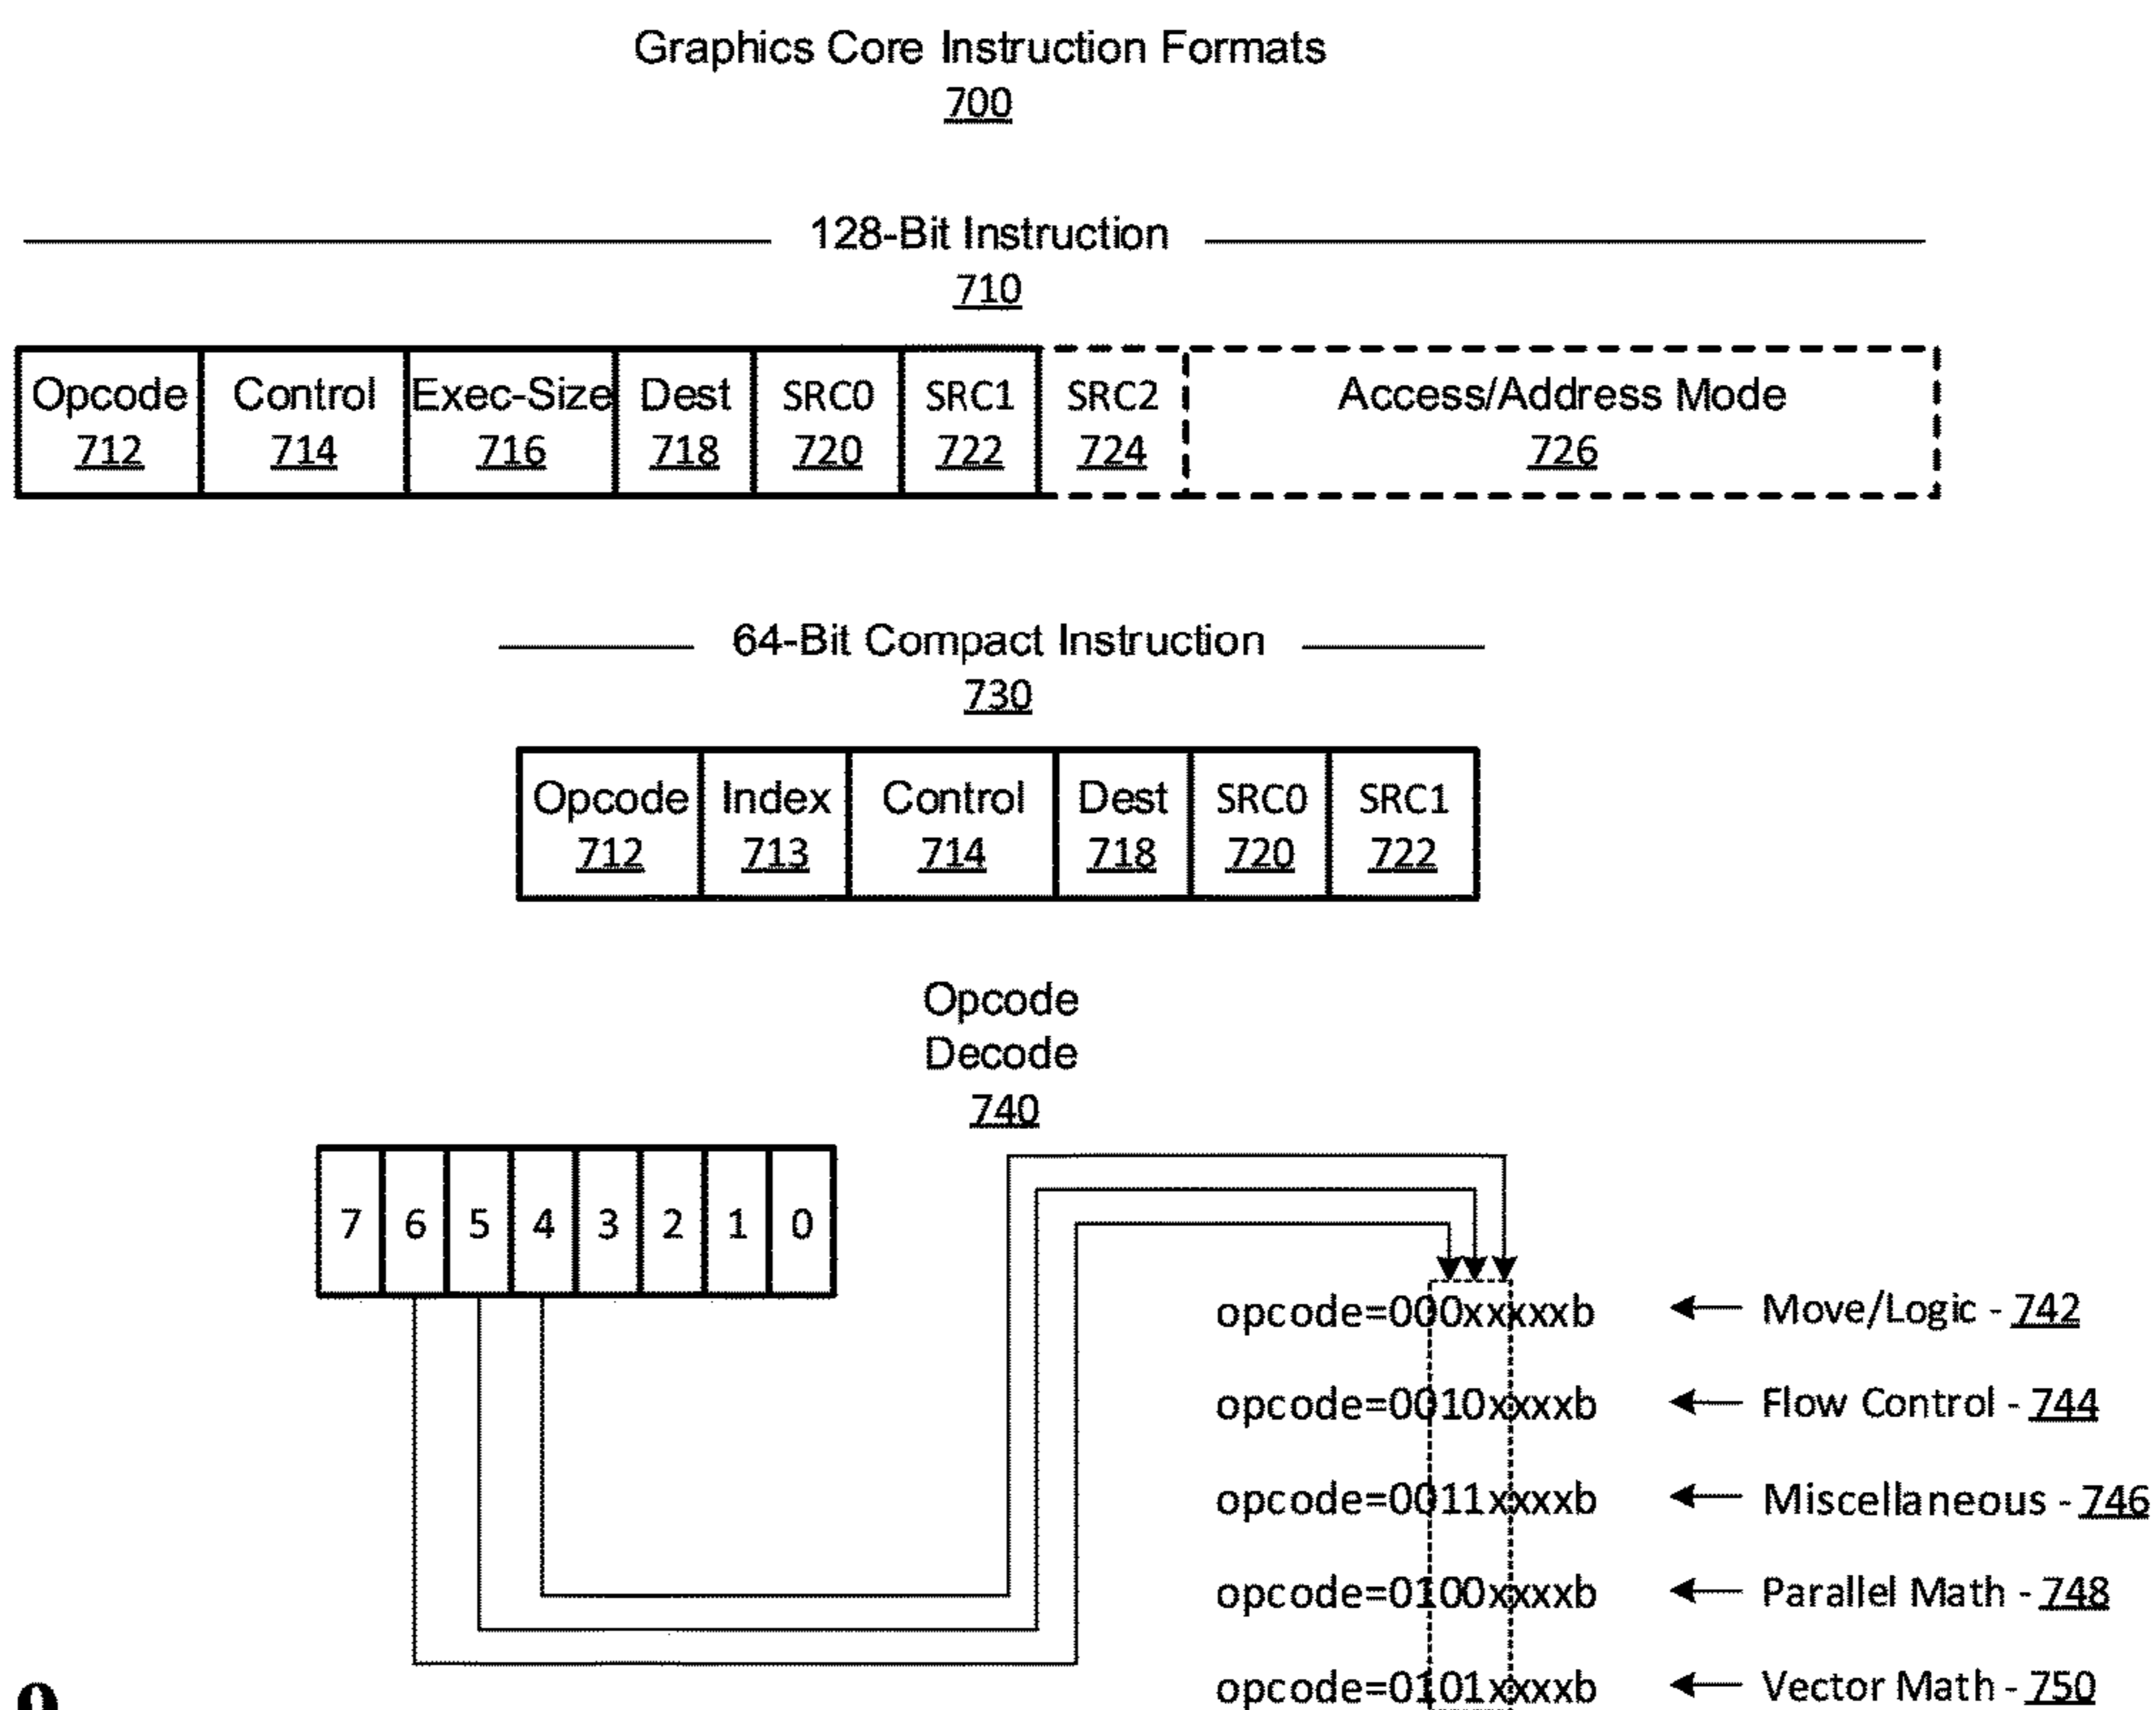 Graphics Core Instruction Formats
700
128-Bit Instruction
710
Opcode Control Exec-Size Dest SRC0 SRC1 SRC2 Access/Address Mode
712 714 716 718 720 722 724 726
64-Bit Compact Instruction
730
Opcode Index Control Dest SRC0 SRC1
712 713 714 718 720 722
Opcode
Decode
740
7 6 5 4 3 2 1 0
opcode=000xxxxxb Move/Logic - 742
opcode=0010xxxxb Flow Control - 744
opcode=0011xxxxb Miscellaneous - 746
opcode=0100xxxxb Parallel Math - 748
opcode=0101xxxxb Vector Math - 750